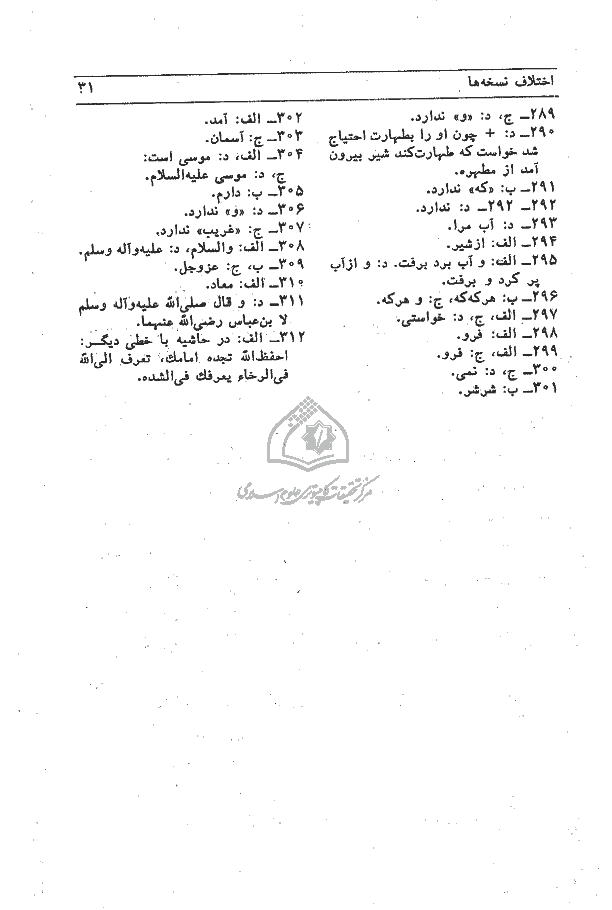 اختلاف نسخه‌ها ۳۱
۲۸۹ــ ج، د: «و» ندارد.
۲۹۰ــ د: + چون او را بطهارت احتیاج
شد خواست که طهارت‌کند شیر بیرون
آمد از مطهره.
۲۹۱ــ ب: «که» ندارد.
۲۹۲ــ ۲۹۲ــ د: ندارد.
۲۹۳ــ د: آب مرا.
۲۹۴ــ الف: ازشیر.
۲۹۵ــ الف: و آب برد برفت. د: و ازآب
پر کرد و برفت.
۲۹۶ــ ب: هرکه‌که، ج: و هرکه.
۲۹۷ــ الف، ج، د: خواستی.
۲۹۸ــ الف: فرو.
۲۹۹ــ الف، ج: فرو.
۳۰۰ــ ج، د: نمی.
۳۰۱ــ ب: شرشر.
۳۰۲ــ الف: آمد.
۳۰۳ــ ج: آسمان.
۳۰۴ــ الف، د: موسی است:
ج، د: موسی علیه‌السلام.
۳۰۵ــ ب: دارم.
۳۰۶ــ د: «و» ندارد.
۳۰۷ــ ج: «غریب» ندارد.
۳۰۸ــ الف: والسلام، د: علیه‌وآله وسلم.
۳۰۹ــ ب، ج: عزوجل.
۳۱۰ــ الف: معاد.
۳۱۱ــ د: و قال صلی‌الله علیه‌وآله وسلم
لا بن‌عباس رضی‌الله عنهما.
۳۱۲ــ الف: در حاشیه با خطی دیگر:
احفظ‌الله تجده امامك، تعرف الی‌الله
فی‌الرخاء یعرفك فی‌الشده.
مرکز تحقیقات کامپیوتری علوم اسلامی